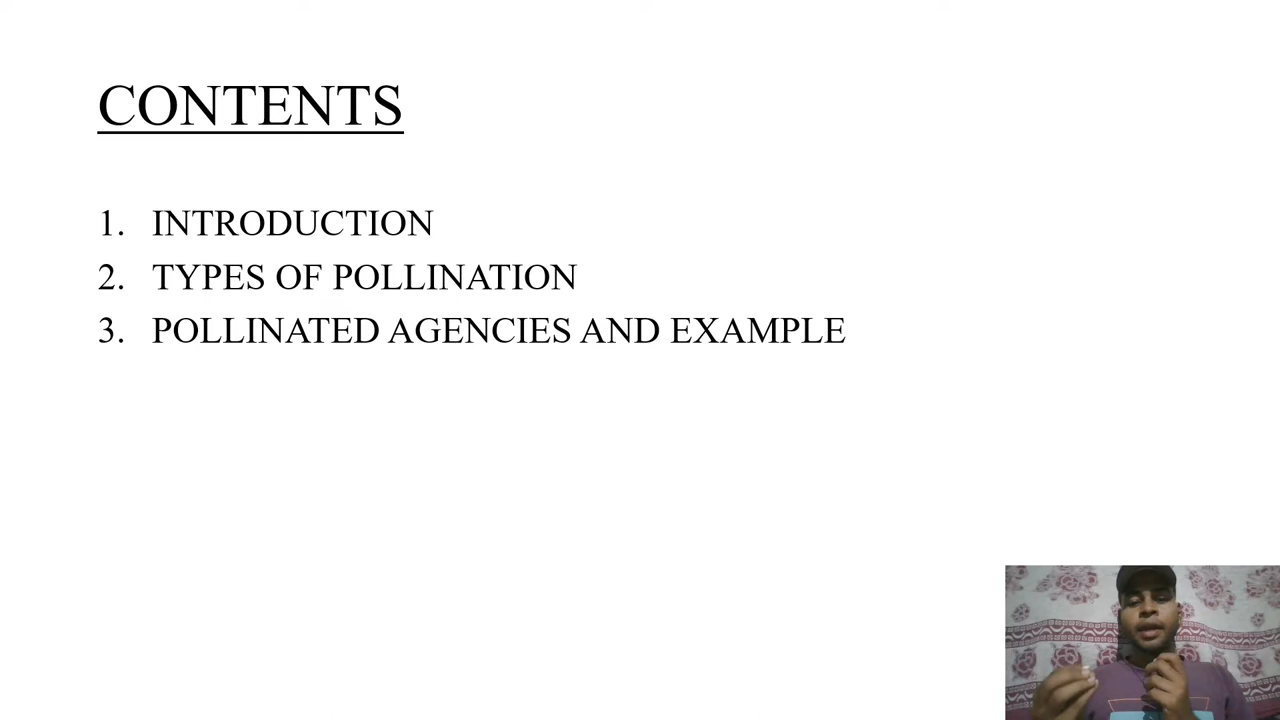 CONTENTS
1. INTRODUCTION
2. TYPES OF POLLINATION
3. POLLINATED AGENCIES AND EXAMPLE